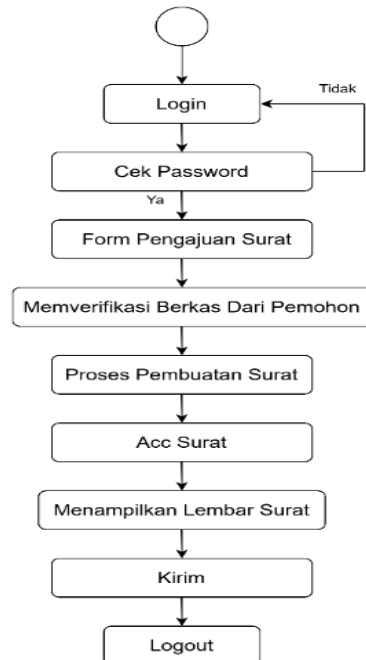 Login
Tidak
Cek Password
Ya
Form Pengajuan Surat
Memverifikasi Berkas Dari Pemohon
Proses Pembuatan Surat
Acc Surat
Menampilkan Lembar Surat
Kirim
Logout